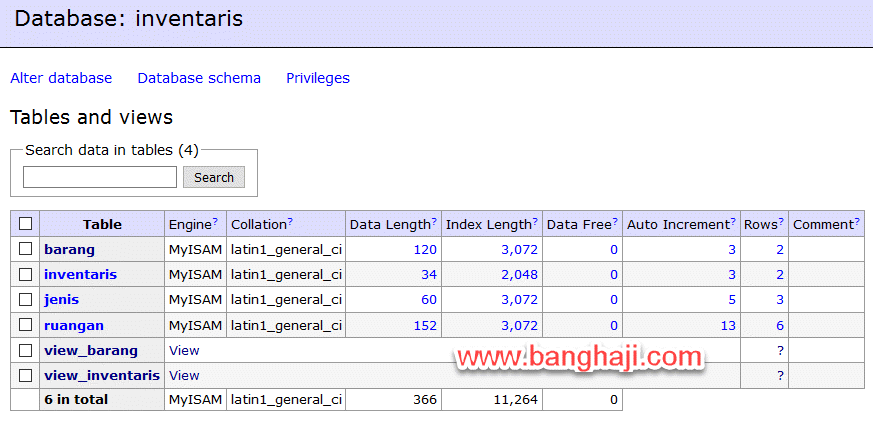 Database: inventaris
Alter database Database schema Privileges
Tables and views
Search data in tables (4)
Search
Table Engine? Collation? Data Length? Index Length? Data Free? Auto Increment? Rows? Comment?
barang MyISAM latin1_general_ci 120 3,072 0 3 2
inventaris MyISAM latin1_general_ci 34 2,048 0 3 2
jenis MyISAM latin1_general_ci 60 3,072 0 5 3
ruangan MyISAM latin1_general_ci 152 3,072 0 13 6
view_barang View ?
www.banghaji.com
view_inventaris View ?
6 in total MyISAM latin1_general_ci 366 11,264 0